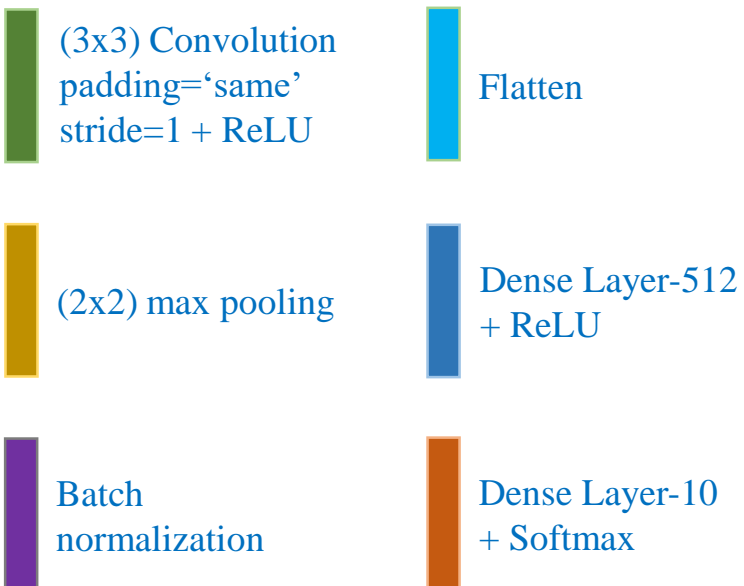 (3x3) Convolution
padding=‘same’
stride=1 + ReLU
Flatten
(2x2) max pooling
Dense Layer-512
+ ReLU
Batch
normalization
Dense Layer-10
+ Softmax